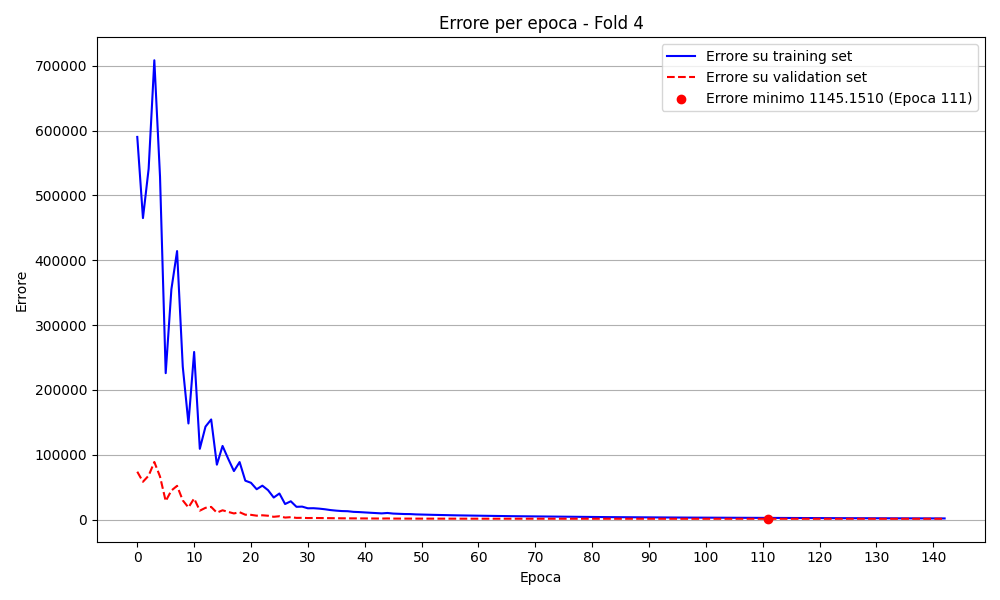 Errore per epoca - Fold 4
Errore su training set
Errore su validation set
Errore minimo 1145.1510 (Epoca 111)
Errore
700000
600000
500000
400000
300000
200000
100000
0
0 10 20 30 40 50 60 70 80 90 100 110 120 130 140
Epoca